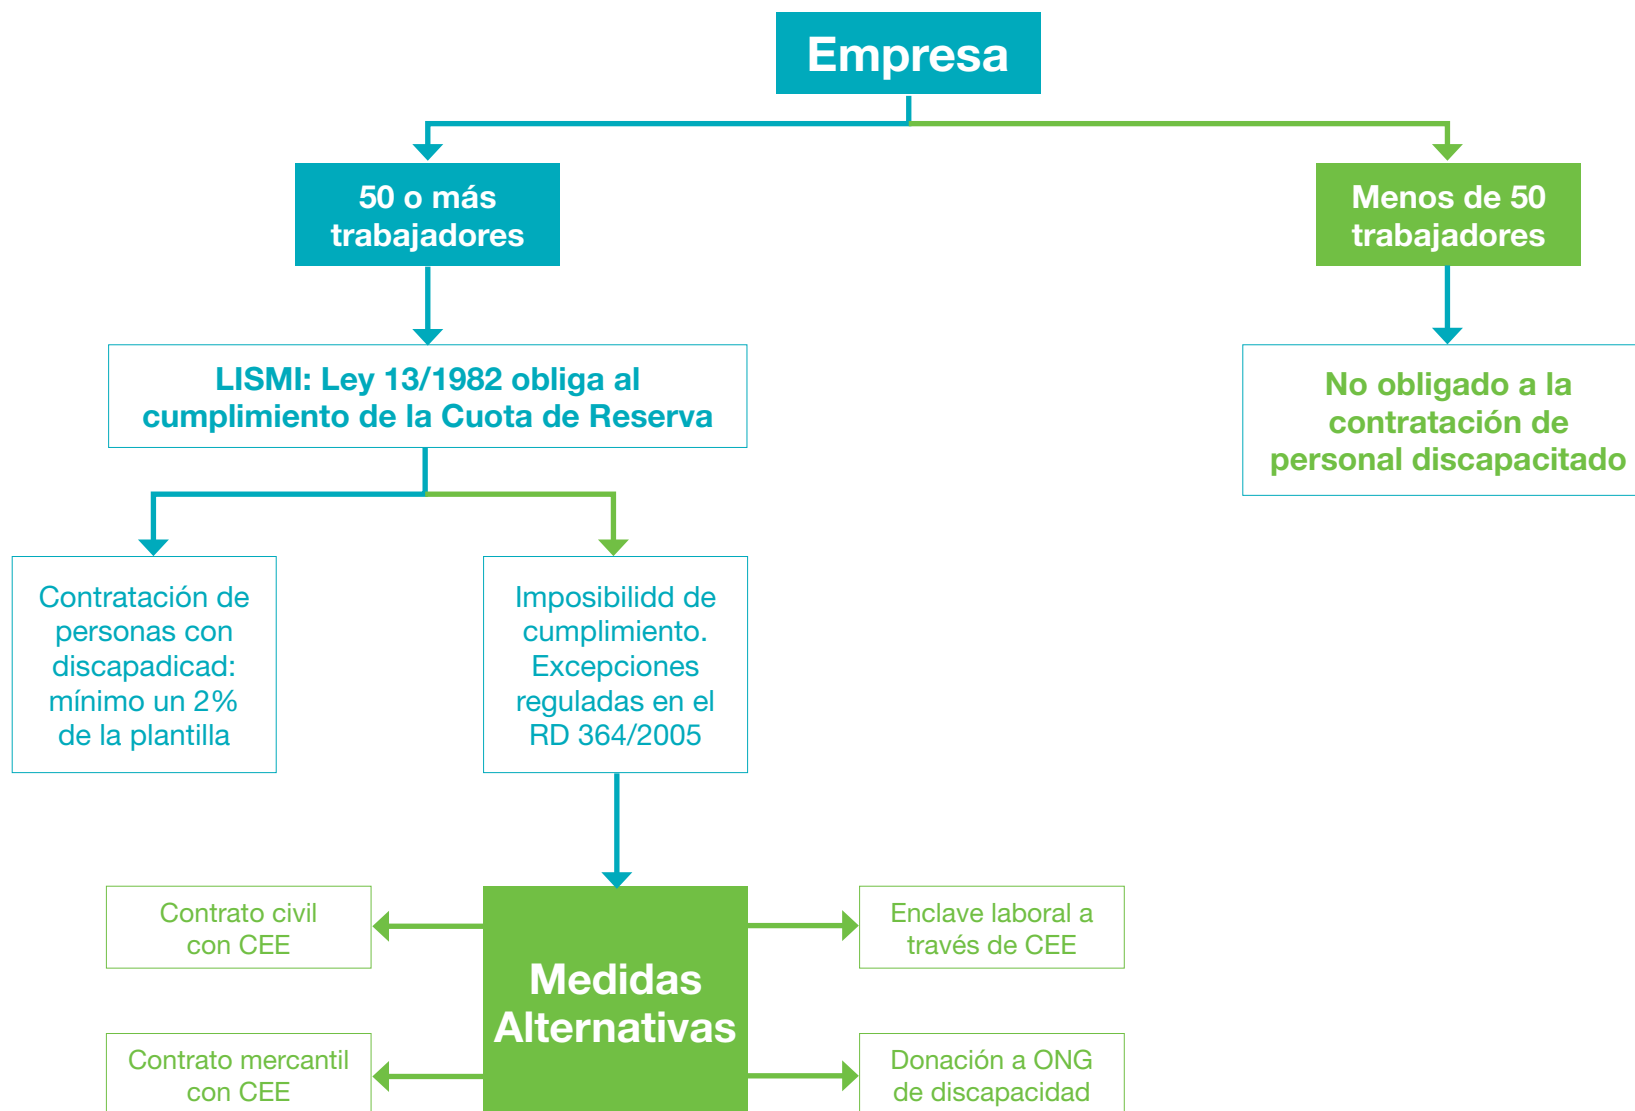 Empresa
50 o más
trabajadores
Menos de 50
trabajadores
LISMI: Ley 13/1982 obliga al
cumplimiento de la Cuota de Reserva
No obligado a la
contratación de
personal discapacitado
Contratación de
personas con
discapadicad:
mínimo un 2%
de la plantilla
Imposibilidd de
cumplimiento.
Excepciones
reguladas en el
RD 364/2005
Contrato civil
con CEE
Medidas
Alternativas
Enclave laboral a
través de CEE
Contrato mercantil
con CEE
Donación a ONG
de discapacidad